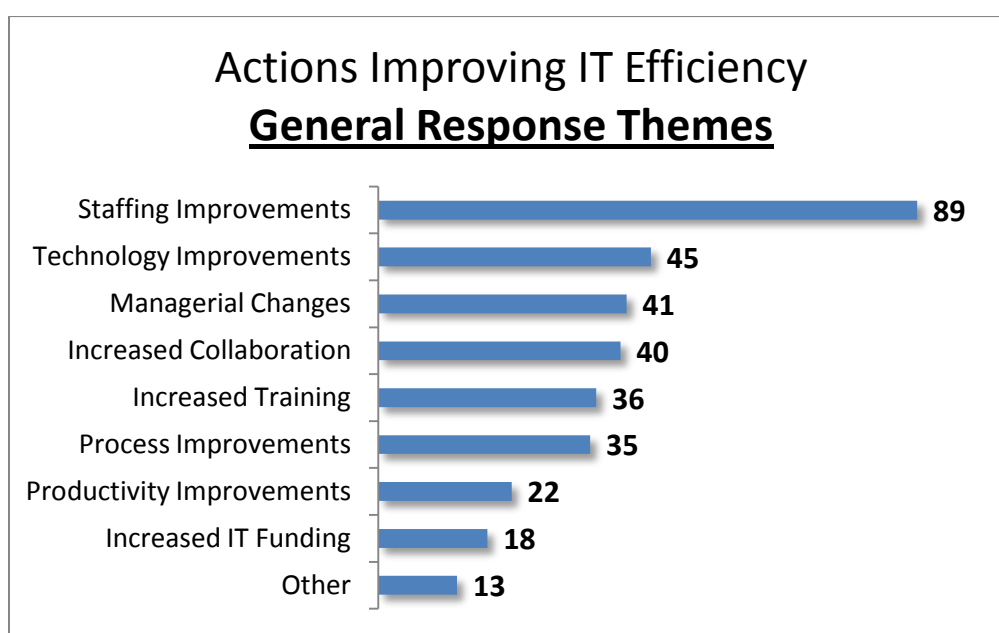 Actions Improving IT Efficiency
General Response Themes
Staffing Improvements 89
Technology Improvements 45
Managerial Changes 41
Increased Collaboration 40
Increased Training 36
Process Improvements 35
Productivity Improvements 22
Increased IT Funding 18
Other 13